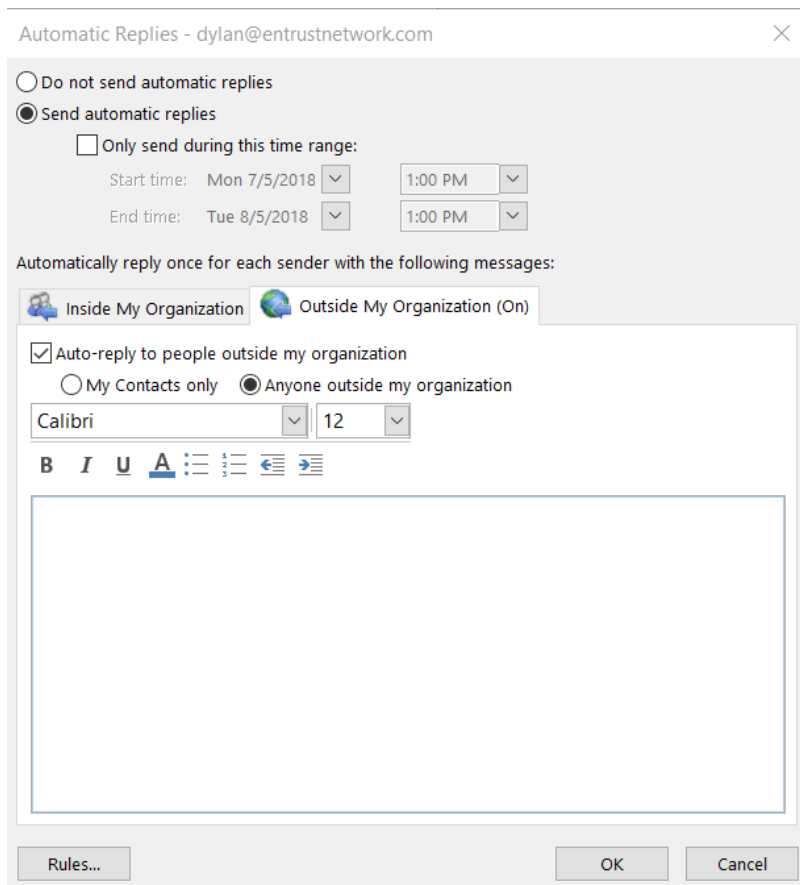 Automatic Replies - dylan@entrustnetwork.com
Do not send automatic replies
Send automatic replies
Only send during this time range:
Start time: Mon 7/5/2018 1:00 PM
End time: Tue 8/5/2018 1:00 PM
Automatically reply once for each sender with the following messages:
Inside My Organization Outside My Organization (On)
Auto-reply to people outside my organization
My Contacts only Anyone outside my organization
Calibri 12
B I U A
Rules... OK Cancel